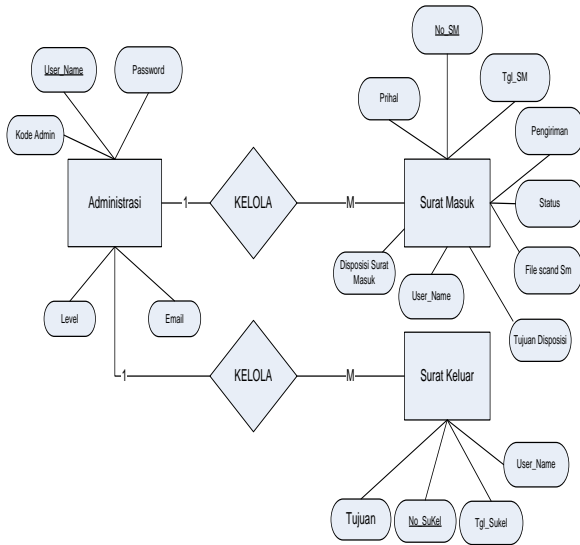 No_SM
User_Name
Password
Tgl_SM
Prihal
Pengiriman
Kode Admin
Administrasi
1
KELOLA
M
Surat Masuk
Status
Disposisi Surat
Masuk
File scand Sm
User_Name
Level
Email
Tujuan Disposisi
1
KELOLA
M
Surat Keluar
User_Name
Tujuan
No_SuKel
Tgl_Sukel